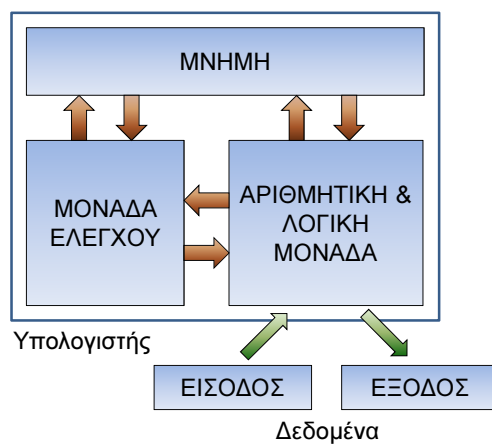 ΜΝΗΜΗ
ΜΟΝΑΔΑ
ΕΛΕΓΧΟΥ
ΑΡΙΘΜΗΤΙΚΗ &
ΛΟΓΙΚΗ
ΜΟΝΑΔΑ
Υπολογιστής
ΕΙΣΟΔΟΣ
ΕΞΟΔΟΣ
Δεδομένα